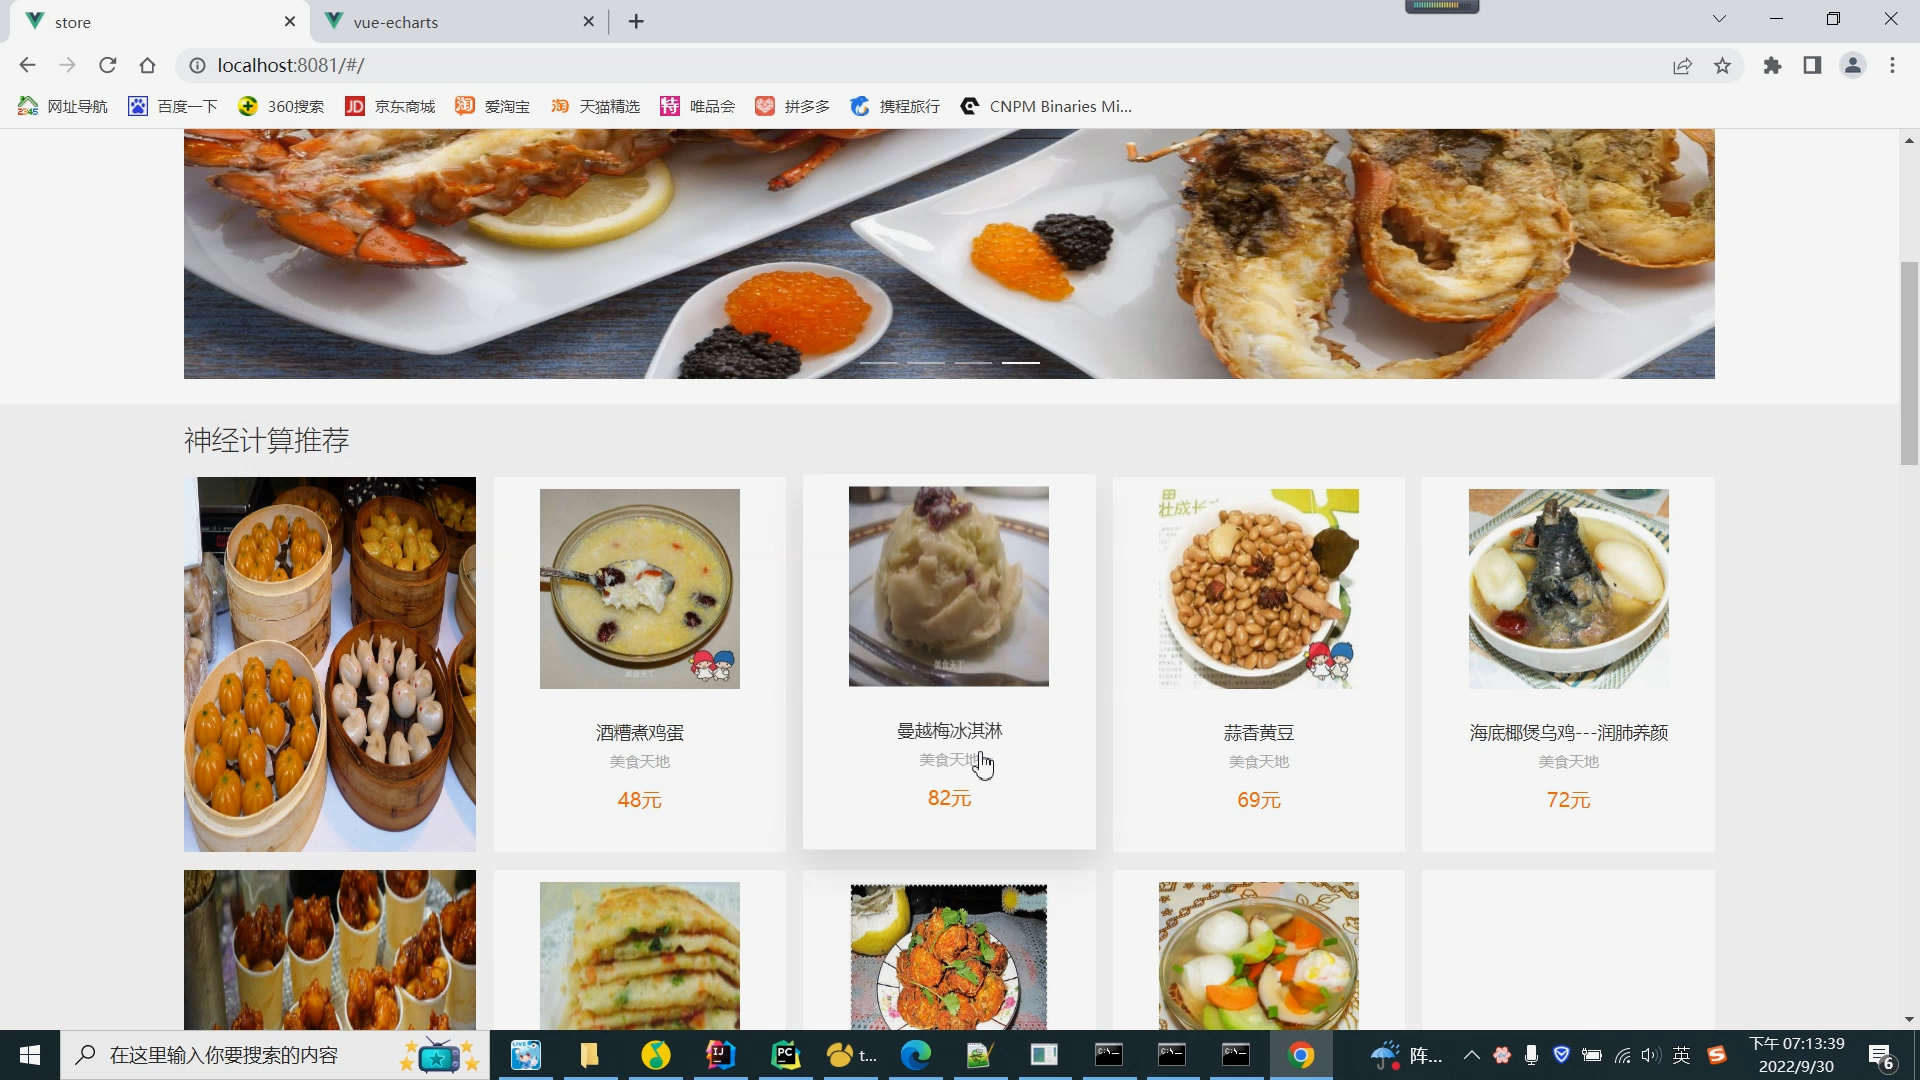 store
vue-echarts
localhost:8081/#/
网址导航
百度一下
360搜索
京东商城
爱淘宝
天猫精选
唯品会
拼多多
携程旅行
CNPM Binaries Mi...
神经计算推荐
酒糟煮鸡蛋
美食天地
48元
曼越梅冰淇淋
美食天地
82元
蒜香黄豆
美食天地
69元
海底椰煲乌鸡---润肺养颜
美食天地
72元
在这里输入你要搜索的内容
t...
阵...
英
下午 07:13:39
2022/9/30
6